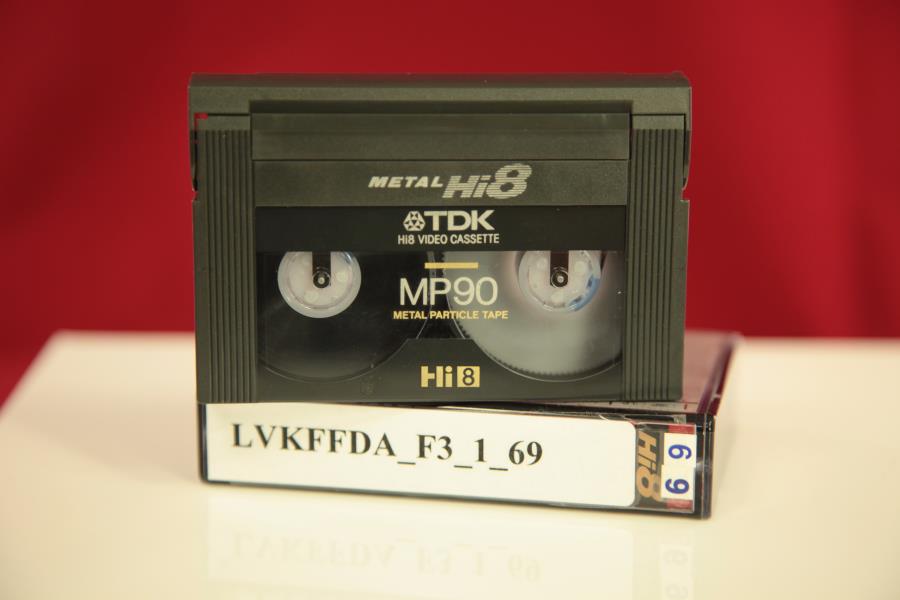 METAL Hi8
TDK
Hi8 VIDEO CASSETTE
MP90
METAL PARTICLE TAPE
Hi8
LVKFFDA_F3_1_69
Hi8
69